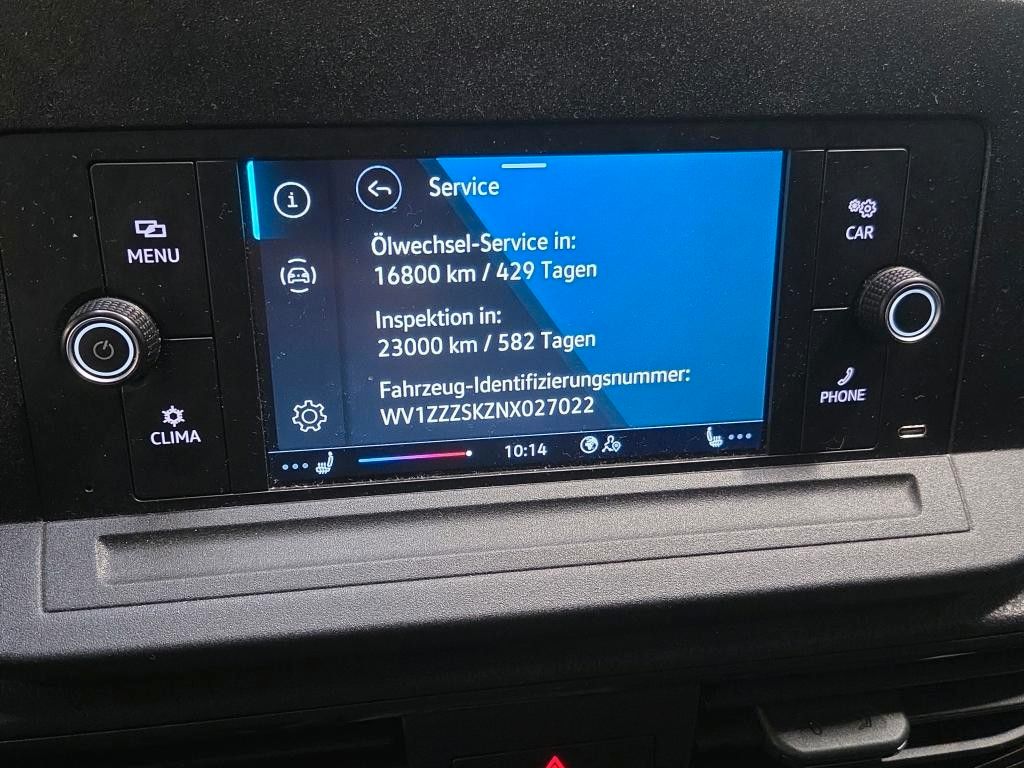 Service
Ölwechsel-Service in:
16800 km / 429 Tagen
Inspektion in:
23000 km / 582 Tagen
Fahrzeug-Identifizierungsnummer:
WV1ZZZSKZNX027022
10:14
MENU
CLIMA
CAR
PHONE